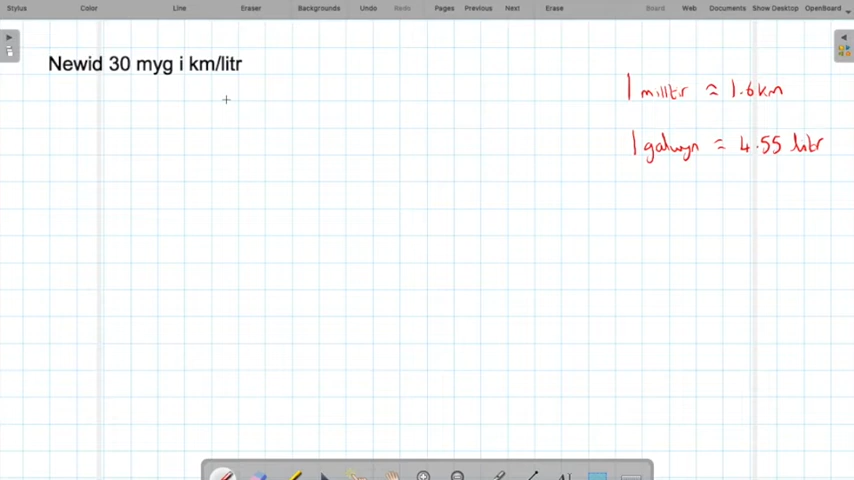 Stylus Color Line Eraser Backgrounds Undo Redo Pages Previous Next Erase Board Web Documents Show Desktop OpenBoard
Newid 30 myg i km/litr
1 milltir ≈ 1.6km
1 galwyn ≈ 4.55 litr